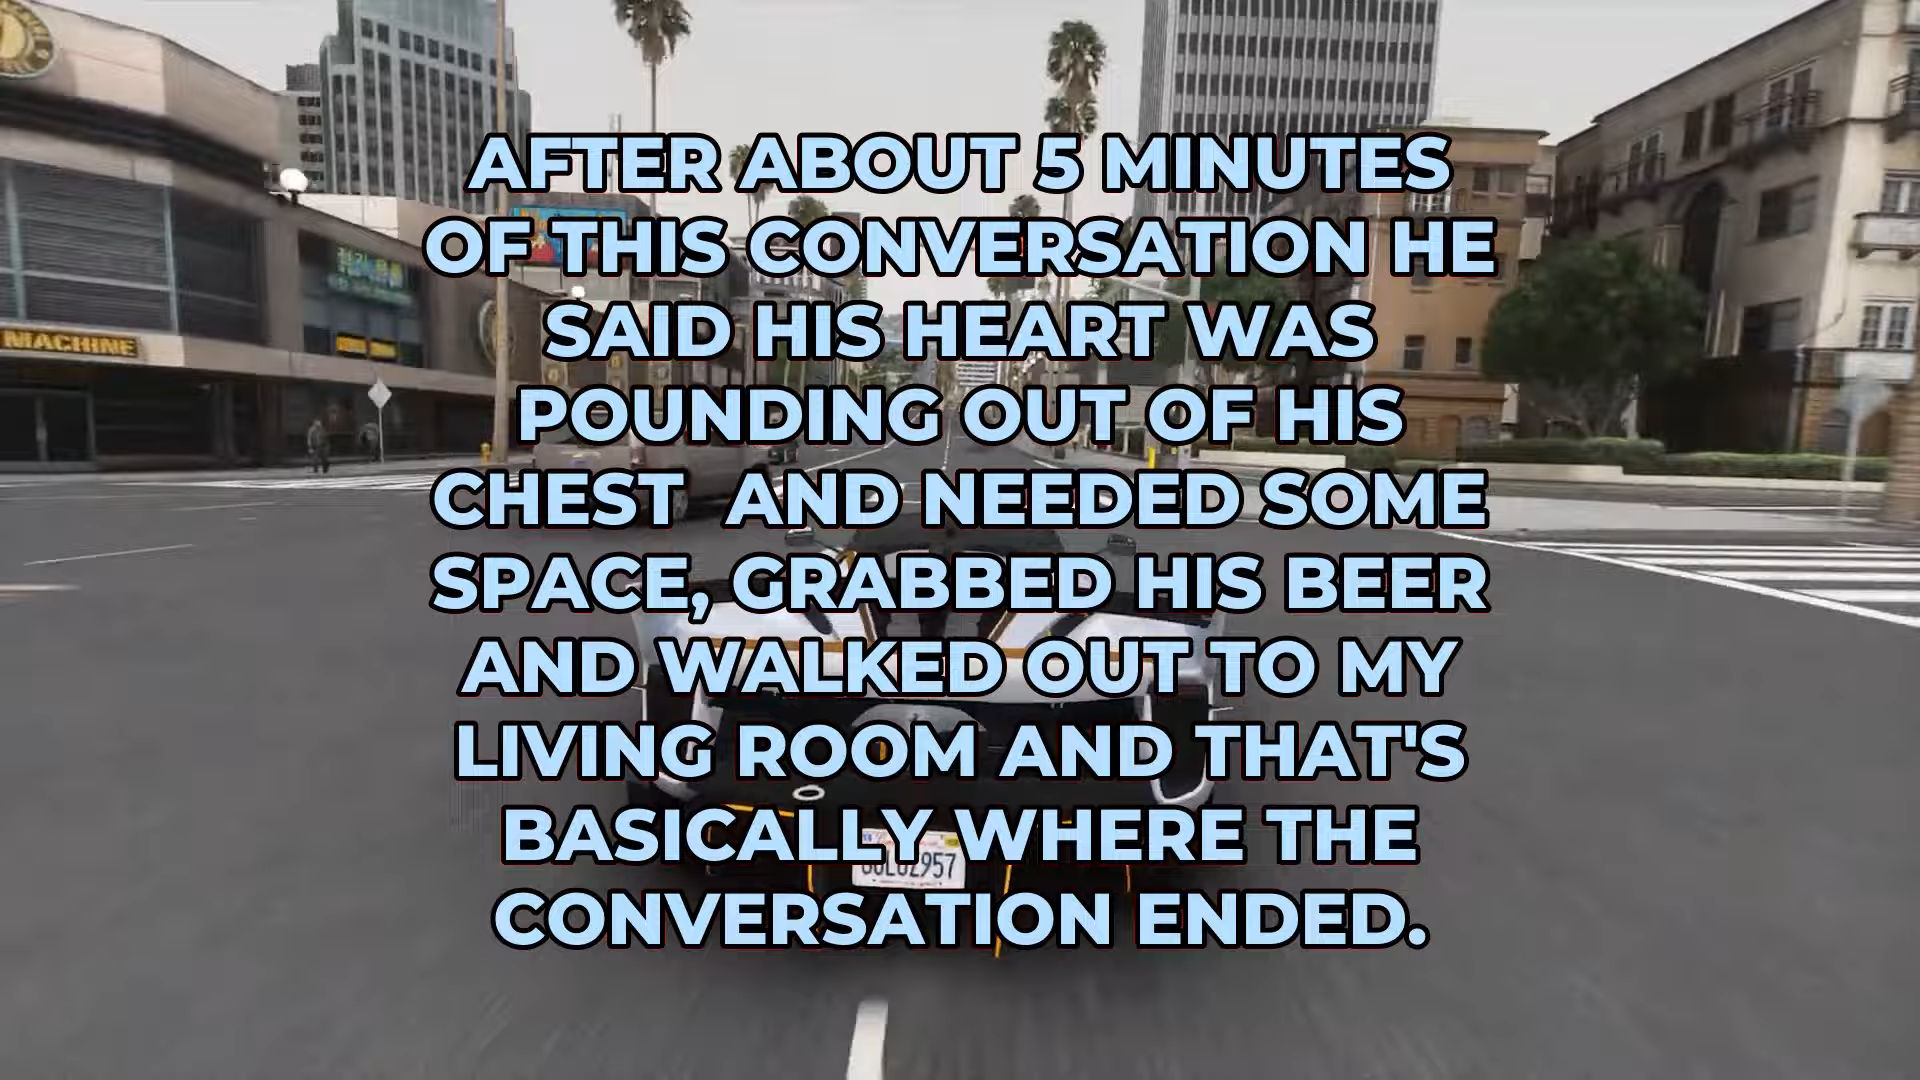 AFTER ABOUT 5 MINUTES
OF THIS CONVERSATION HE
SAID HIS HEART WAS
POUNDING OUT OF HIS
CHEST  AND NEEDED SOME
SPACE, GRABBED HIS BEER
AND WALKED OUT TO MY
LIVING ROOM AND THAT'S
BASICALLY WHERE THE
CONVERSATION ENDED.
MACHINE